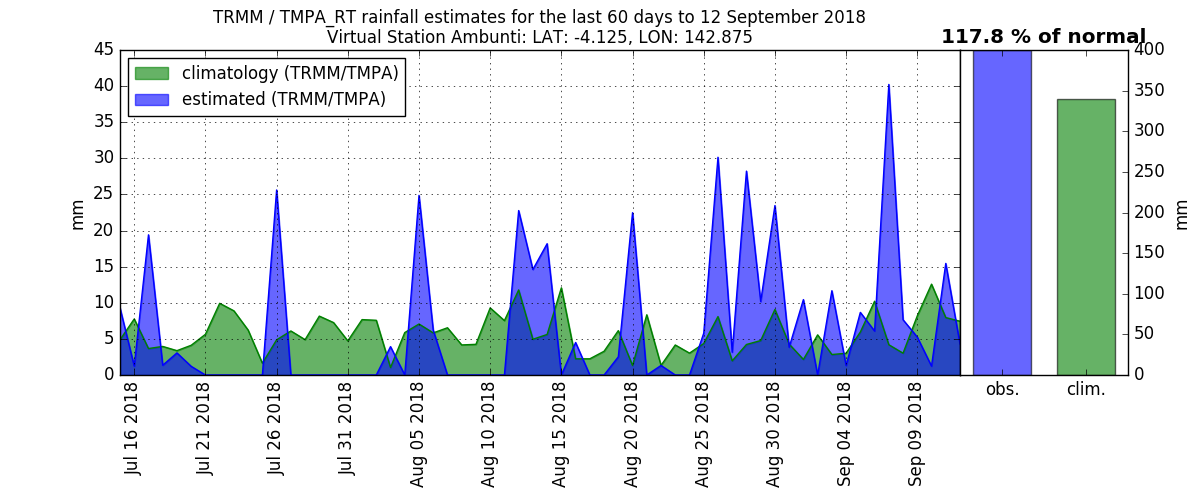 TRMM / TMPA_RT rainfall estimates for the last 60 days to 12 September 2018
Virtual Station Ambunti: LAT: -4.125, LON: 142.875
117.8 % of normal
climatology (TRMM/TMPA)
estimated (TRMM/TMPA)
mm
45
40
35
30
25
20
15
10
5
0
Jul 16 2018
Jul 21 2018
Jul 26 2018
Jul 31 2018
Aug 05 2018
Aug 10 2018
Aug 15 2018
Aug 20 2018
Aug 25 2018
Aug 30 2018
Sep 04 2018
Sep 09 2018
obs.
clim.
400
350
300
250
200
150
100
50
0
mm